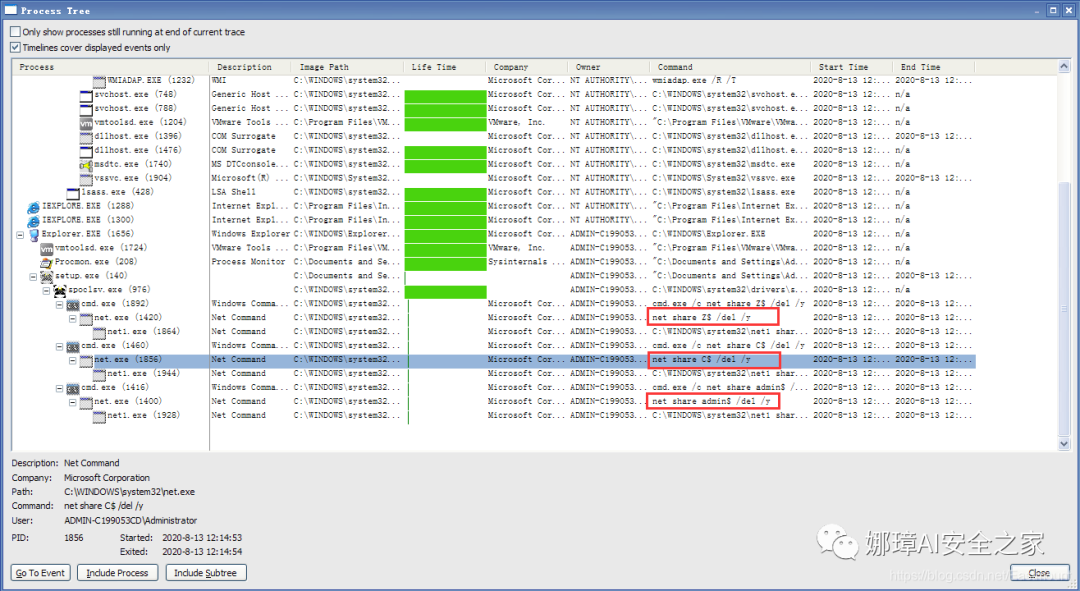 Process Tree
Only show processes still running at end of current trace
Timelines cover displayed events only
Process Description Image Path Life Time Company Owner Command Start Time End Time
WMIADAP.EXE (1232) WMI C:\WINDOWS\system32... Microsoft Cor... NT AUTHORITY\... wmiadap.exe /R /T 2020-8-13 12:... 2020-8-13 12:...
svchost.exe (748) Generic Host ... C:\WINDOWS\system32... Microsoft Cor... NT AUTHORITY\... C:\WINDOWS\system32\svchost.e... 2020-8-13 12:... n/a
svchost.exe (788) Generic Host ... C:\WINDOWS\system32... Microsoft Cor... NT AUTHORITY\... C:\WINDOWS\system32\svchost.e... 2020-8-13 12:... n/a
vmtoolsd.exe (1204) VMware Tools ... C:\Program Files\VM... VMware, Inc. NT AUTHORITY\... "C:\Program Files\VMware\VMwa... 2020-8-13 12:... n/a
dllhost.exe (1396) COM Surrogate C:\WINDOWS\system32... Microsoft Cor... NT AUTHORITY\... C:\WINDOWS\system32\dllhost.e... 2020-8-13 12:... 2020-8-13 12:...
dllhost.exe (1476) COM Surrogate C:\WINDOWS\system32... Microsoft Cor... NT AUTHORITY\... C:\WINDOWS\system32\dllhost.e... 2020-8-13 12:... n/a
msdtc.exe (1740) MS DTCconsole... C:\WINDOWS\system32... Microsoft Cor... NT AUTHORITY\... C:\WINDOWS\system32\msdtc.exe 2020-8-13 12:... n/a
vssvc.exe (1904) Microsoft(R) ... C:\WINDOWS\System32... Microsoft Cor... NT AUTHORITY\... C:\WINDOWS\System32\vssvc.exe 2020-8-13 12:... 2020-8-13 12:...
lsass.exe (428) LSA Shell C:\WINDOWS\system32... Microsoft Cor... NT AUTHORITY\... C:\WINDOWS\system32\lsass.exe 2020-8-13 12:... n/a
IEXPLORE.EXE (1288) Internet Expl... C:\Program Files\In... Microsoft Cor... NT AUTHORITY\... "C:\Program Files\Internet Ex... 2020-8-13 12:... n/a
IEXPLORE.EXE (1300) Internet Expl... C:\Program Files\In... Microsoft Cor... NT AUTHORITY\... "C:\Program Files\Internet Ex... 2020-8-13 12:... n/a
Explorer.EXE (1656) Windows Explorer C:\WINDOWS\Explorer... Microsoft Cor... ADMIN-C199053... C:\WINDOWS\Explorer.EXE 2020-8-13 12:... n/a
vmtoolsd.exe (1724) VMware Tools ... C:\Program Files\VM... VMware, Inc. ADMIN-C199053... "C:\Program Files\VMware\VMwa... 2020-8-13 12:... n/a
Procmon.exe (208) Process Monitor C:\Documents and Se... Sysinternals ... ADMIN-C199053... "C:\Documents and Settings\Ad... 2020-8-13 12:... n/a
setup.exe (140) C:\Documents and Se... ADMIN-C199053... "C:\Documents and Settings\Ad... 2020-8-13 12:... 2020-8-13 12:...
spoclsv.exe (976) C:\WINDOWS\system32... ADMIN-C199053... C:\WINDOWS\system32\drivers\s... 2020-8-13 12:... n/a
cmd.exe (1892) Windows Comma... C:\WINDOWS\system32... Microsoft Cor... ADMIN-C199053... cmd.exe /c net share Z$ /del /y 2020-8-13 12:... 2020-8-13 12:...
net.exe (1420) Net Command C:\WINDOWS\system32... Microsoft Cor... ADMIN-C199053... net share Z$ /del /y 2020-8-13 12:... 2020-8-13 12:...
net1.exe (1864) Net Command C:\WINDOWS\system32... Microsoft Cor... ADMIN-C199053... C:\WINDOWS\system32\net1 shar... 2020-8-13 12:... 2020-8-13 12:...
cmd.exe (1460) Windows Comma... C:\WINDOWS\system32... Microsoft Cor... ADMIN-C199053... cmd.exe /c net share C$ /del /y 2020-8-13 12:... 2020-8-13 12:...
net.exe (1856) Net Command C:\WINDOWS\system32... Microsoft Cor... ADMIN-C199053... net share C$ /del /y 2020-8-13 12:... 2020-8-13 12:...
net1.exe (1944) Net Command C:\WINDOWS\system32... Microsoft Cor... ADMIN-C199053... C:\WINDOWS\system32\net1 shar... 2020-8-13 12:... 2020-8-13 12:...
cmd.exe (1416) Windows Comma... C:\WINDOWS\system32... Microsoft Cor... ADMIN-C199053... cmd.exe /c net share admin$ /... 2020-8-13 12:... 2020-8-13 12:...
net.exe (1400) Net Command C:\WINDOWS\system32... Microsoft Cor... ADMIN-C199053... net share admin$ /del /y 2020-8-13 12:... 2020-8-13 12:...
net1.exe (1928) Net Command C:\WINDOWS\system32... Microsoft Cor... ADMIN-C199053... C:\WINDOWS\system32\net1 shar... 2020-8-13 12:... 2020-8-13 12:...
Description: Net Command
Company: Microsoft Corporation
Path: C:\WINDOWS\system32\net.exe
Command: net share C$ /del /y
User: ADMIN-C199053CD\Administrator
PID: 1856 Started: 2020-8-13 12:14:53
Exited: 2020-8-13 12:14:54
娜璋AI安全之家
Go To Event Include Process Include Subtree Close